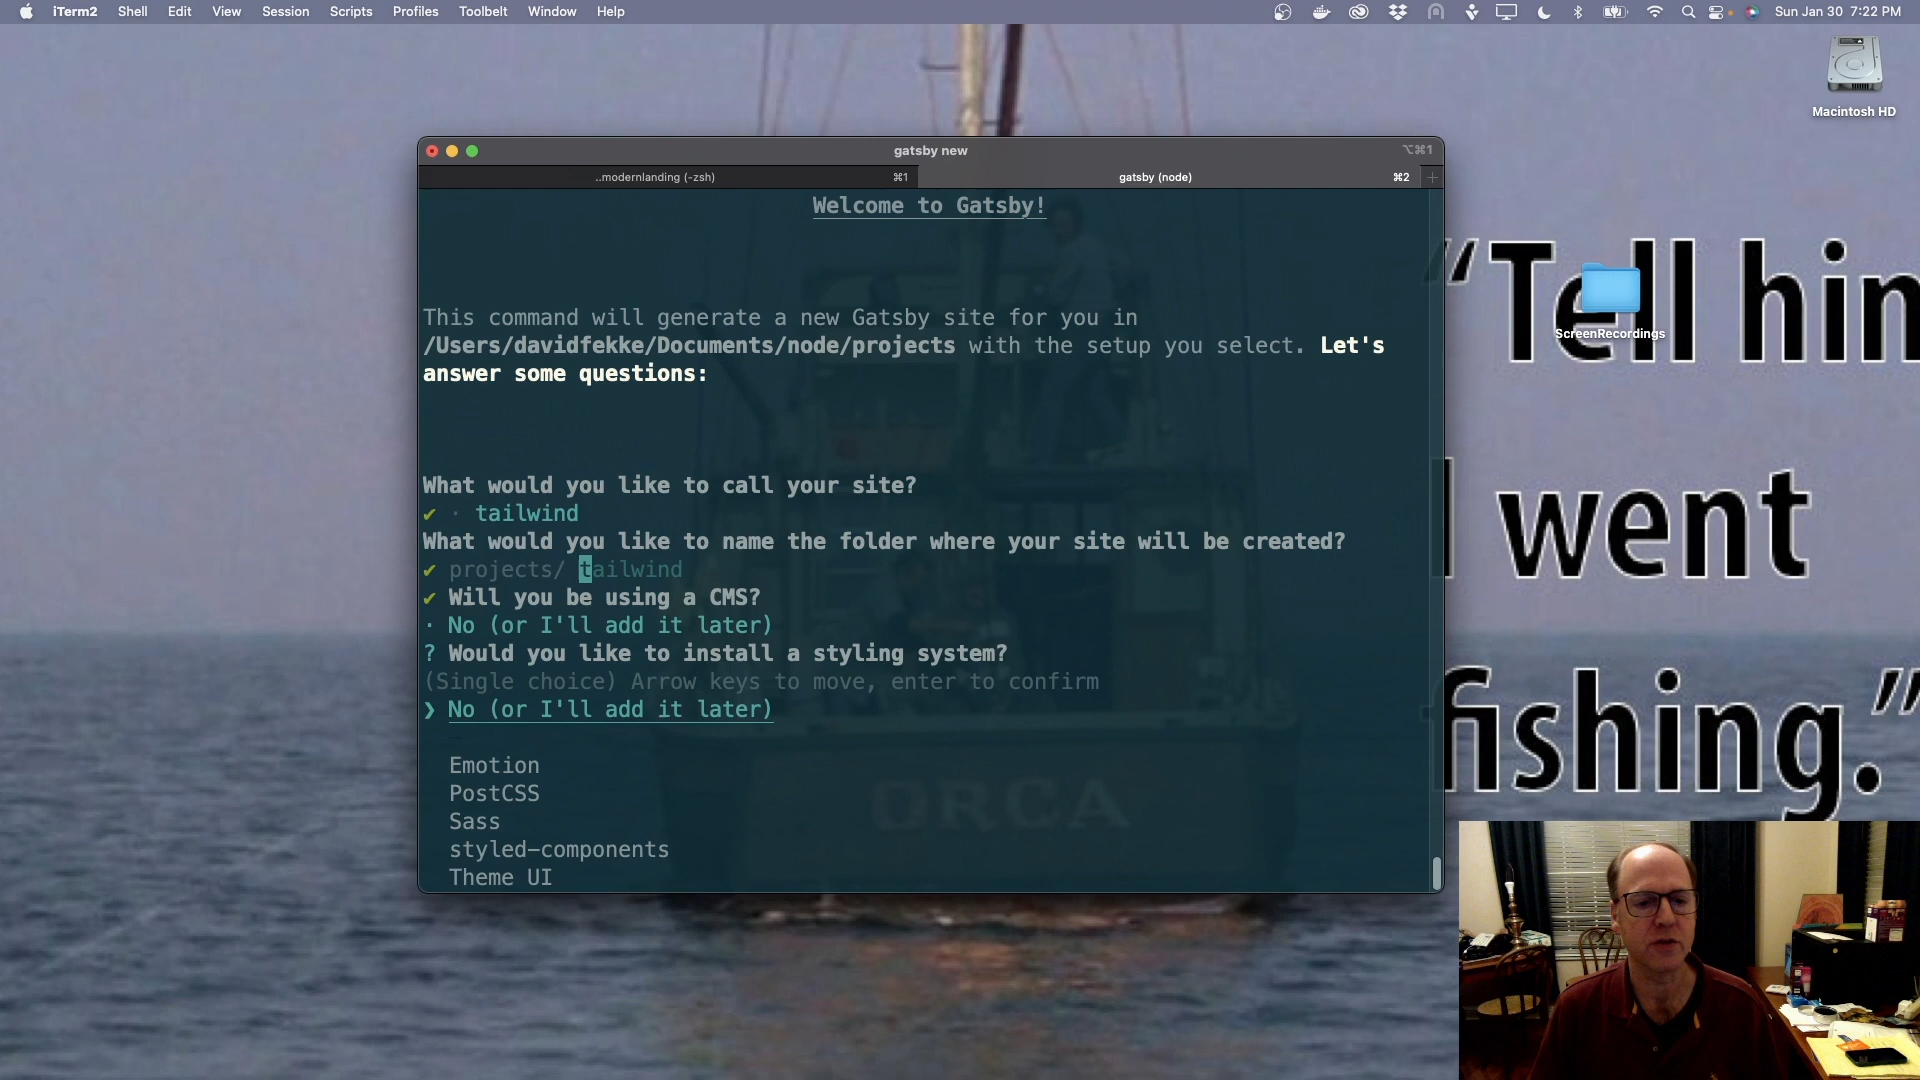 iTerm2 Shell Edit View Session Scripts Profiles Toolbelt Window Help Sun Jan 30 7:22 PM
Macintosh HD
gatsby new ⌥⌘1
..modernlanding (-zsh) ⌘1 gatsby (node) ⌘2
Welcome to Gatsby!
This command will generate a new Gatsby site for you in
/Users/davidfekke/Documents/node/projects with the setup you select. Let's
answer some questions:
What would you like to call your site?
✔ · tailwind
What would you like to name the folder where your site will be created?
✔ projects/ tailwind
✔ Will you be using a CMS?
· No (or I'll add it later)
? Would you like to install a styling system?
(Single choice) Arrow keys to move, enter to confirm
❯ No (or I'll add it later)
Emotion
PostCSS
Sass
styled-components
Theme UI
ORCA
“Tell him
ScreenRecordings
I went
fishing.”